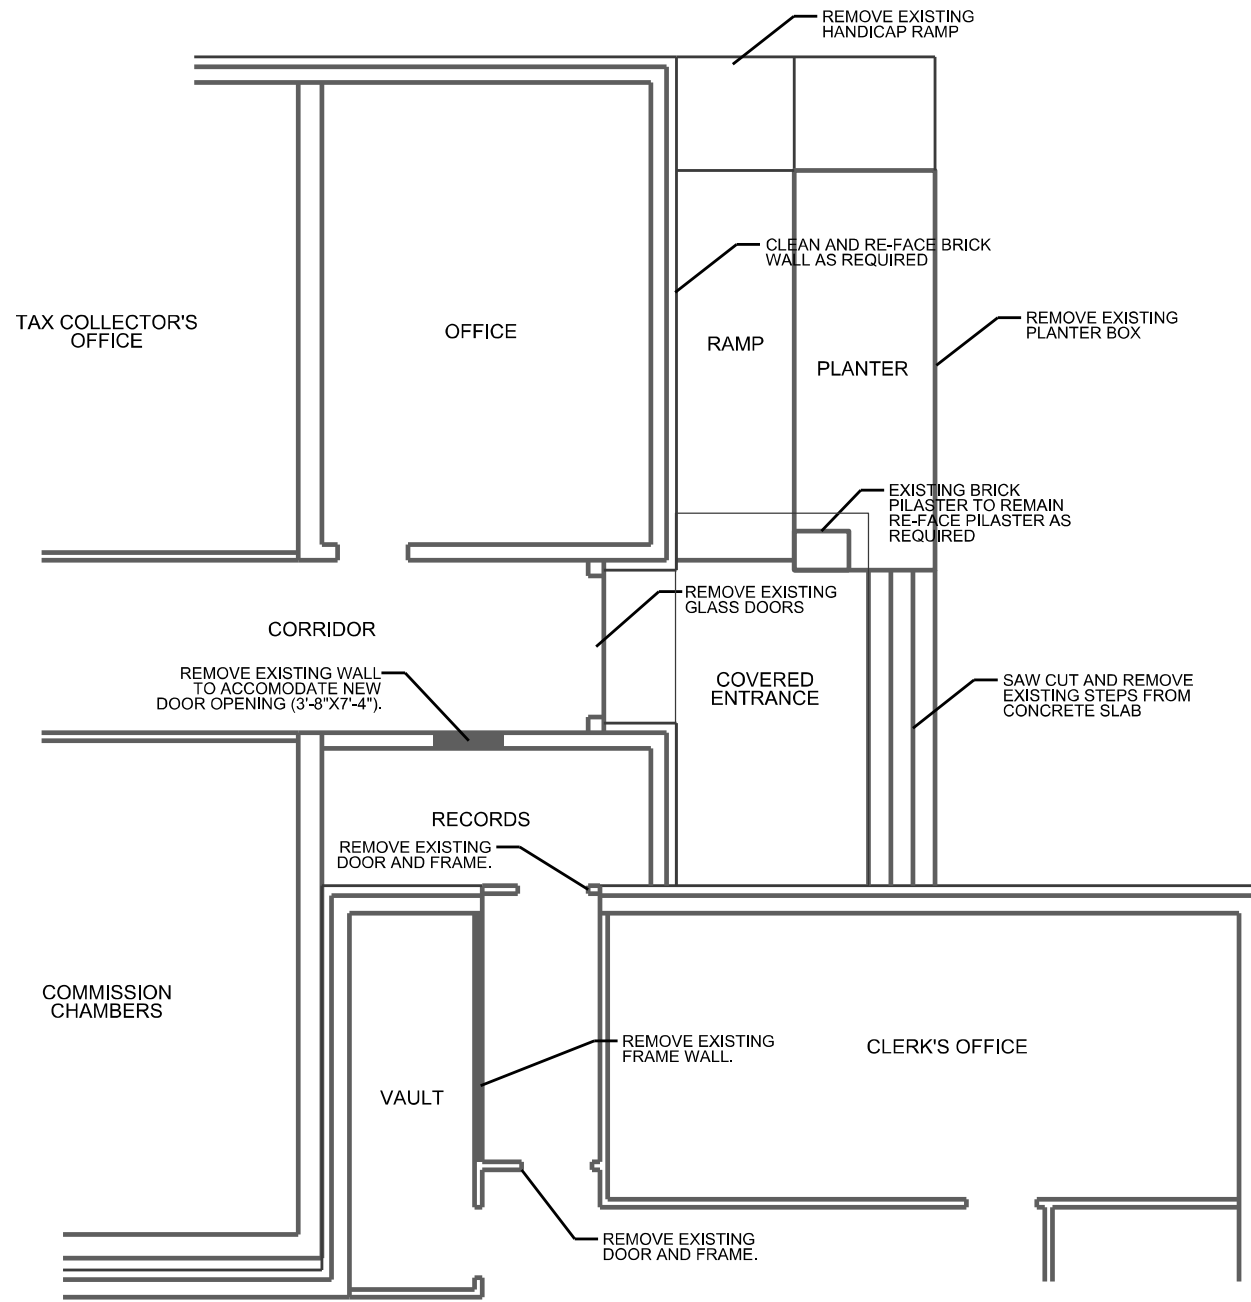 REMOVE EXISTING
HANDICAP RAMP
CLEAN AND RE-FACE BRICK
WALL AS REQUIRED
TAX COLLECTOR'S
OFFICE
OFFICE
RAMP
PLANTER
REMOVE EXISTING
PLANTER BOX
EXISTING BRICK
PILASTER TO REMAIN
RE-FACE PILASTER AS
REQUIRED
REMOVE EXISTING
GLASS DOORS
CORRIDOR
REMOVE EXISTING WALL
TO ACCOMODATE NEW
DOOR OPENING (3'-8"X7'-4").
COVERED
ENTRANCE
SAW CUT AND REMOVE
EXISTING STEPS FROM
CONCRETE SLAB
RECORDS
REMOVE EXISTING
DOOR AND FRAME.
COMMISSION
CHAMBERS
REMOVE EXISTING
FRAME WALL.
CLERK'S OFFICE
VAULT
REMOVE EXISTING
DOOR AND FRAME.